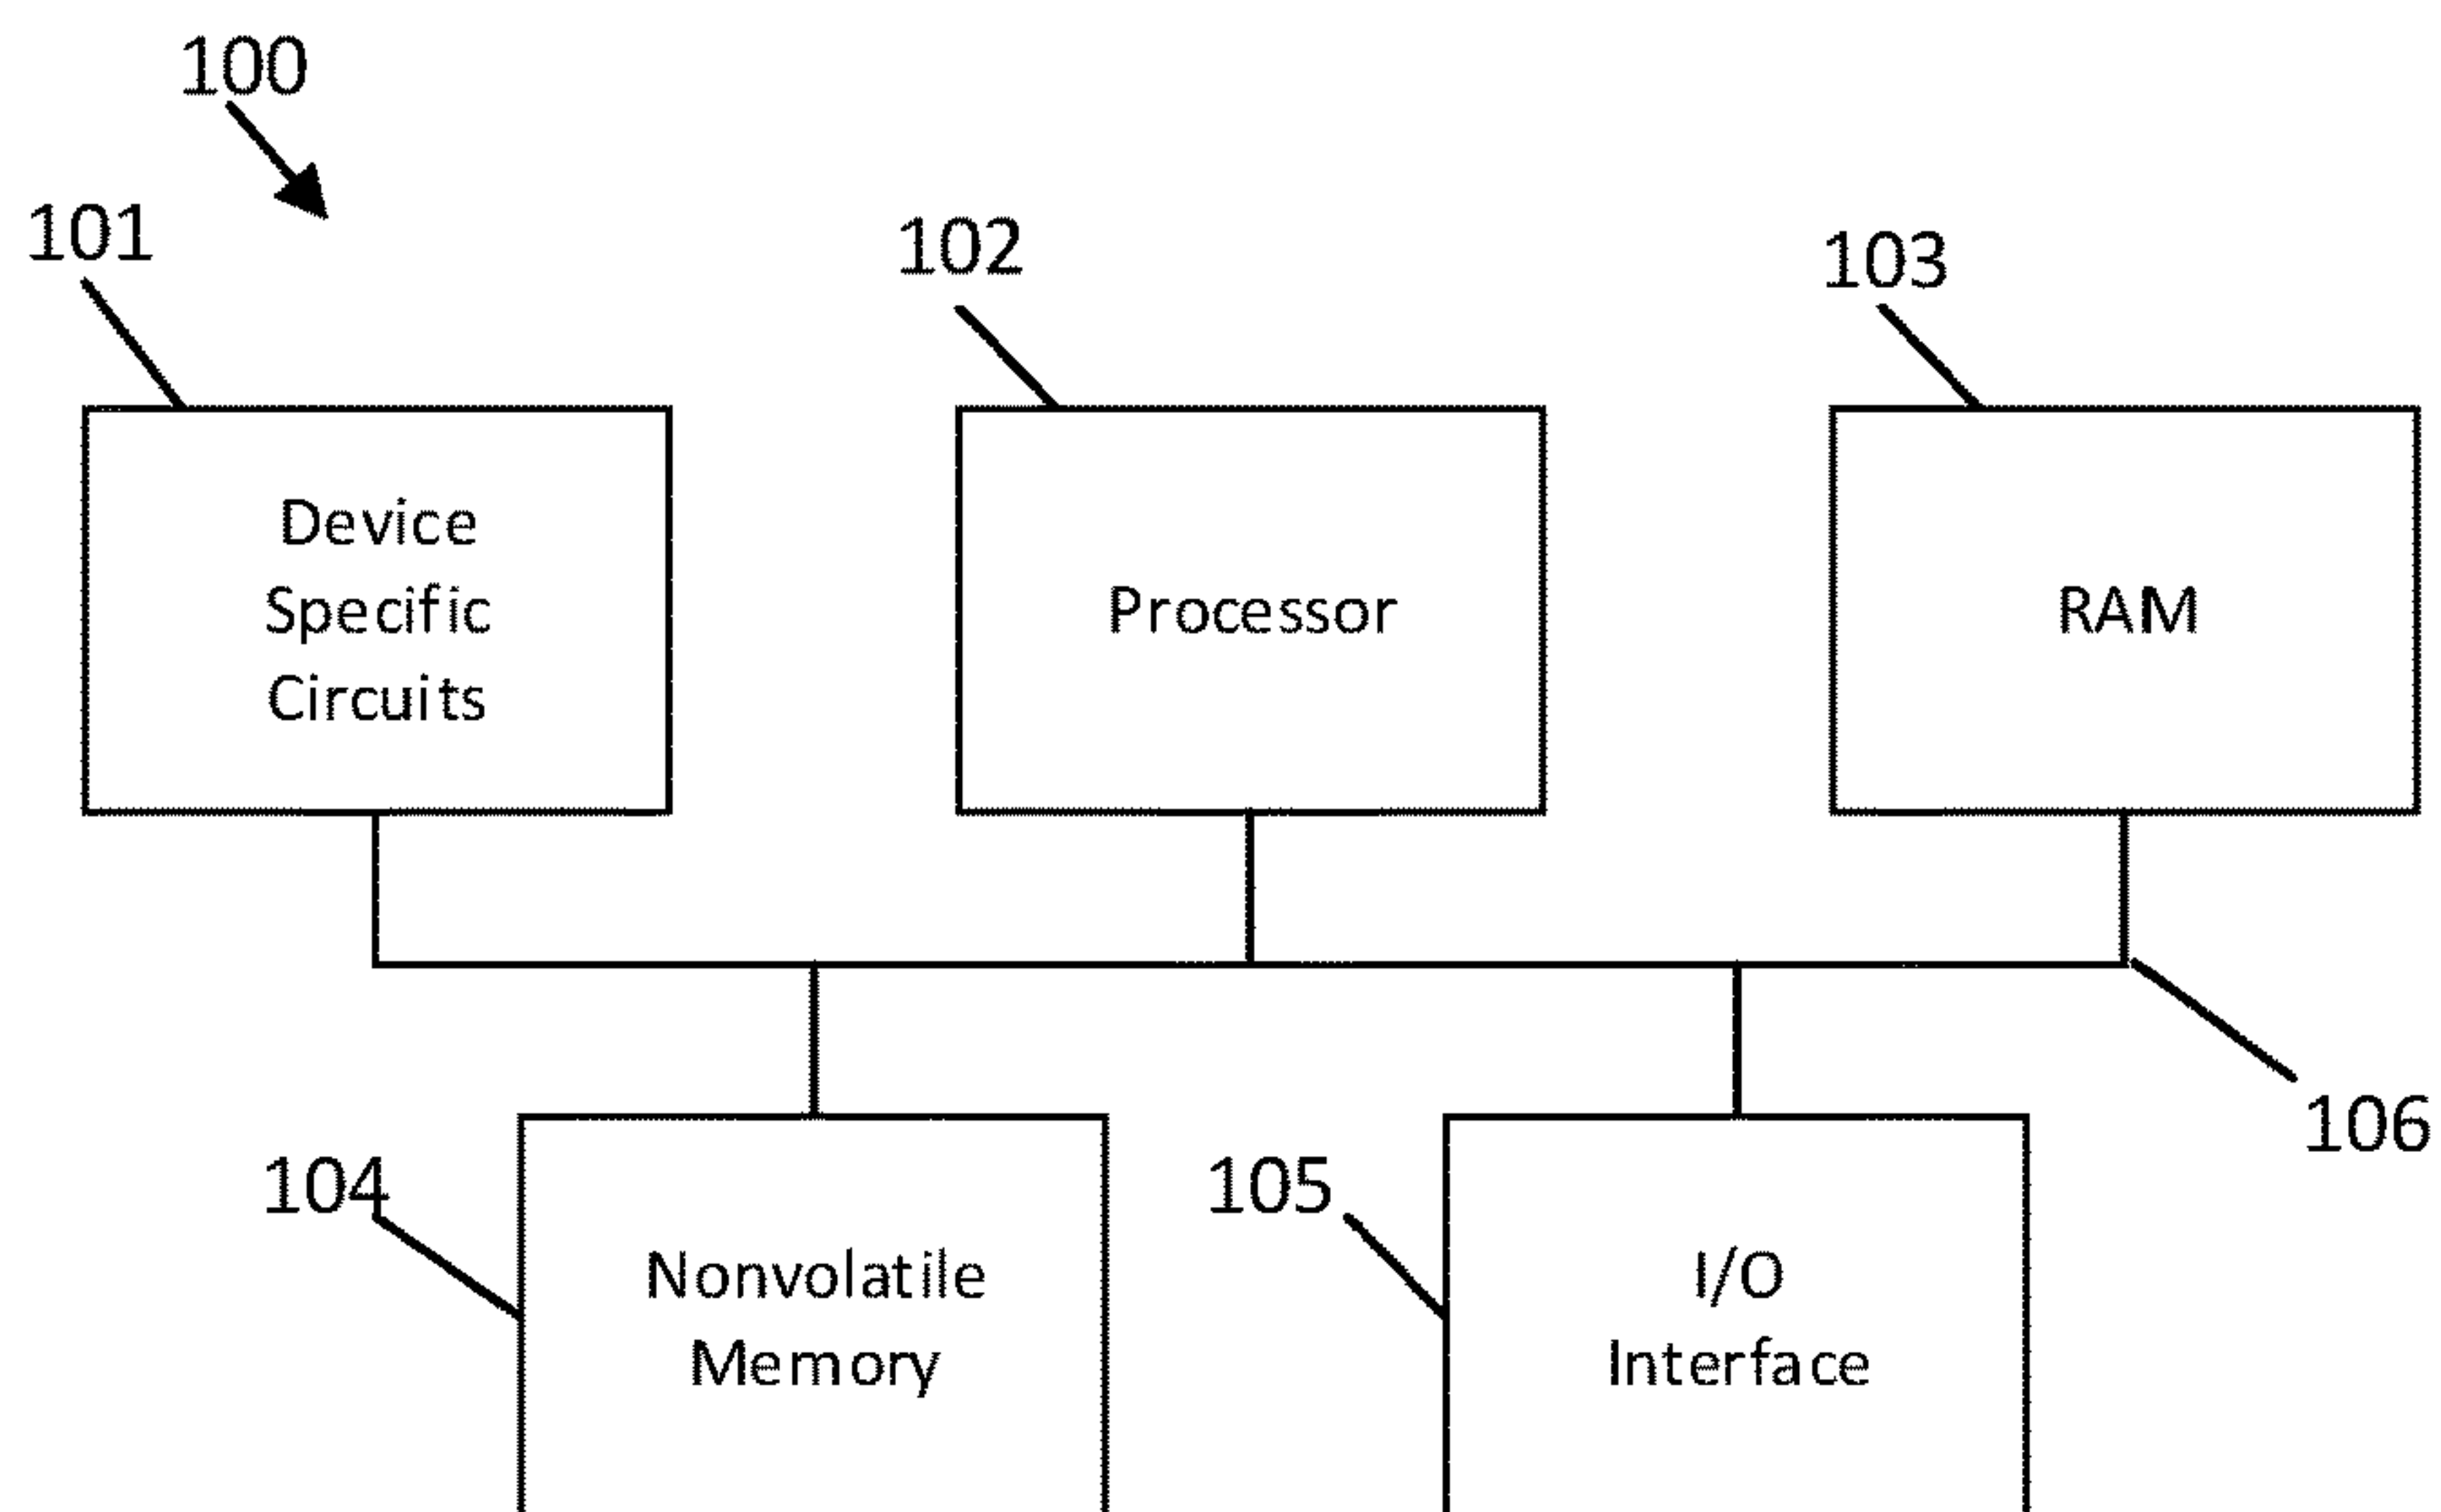 100
101
102
103
Device
Specific
Circuits
Processor
RAM
106
104
105
Nonvolatile
Memory
I/O
Interface